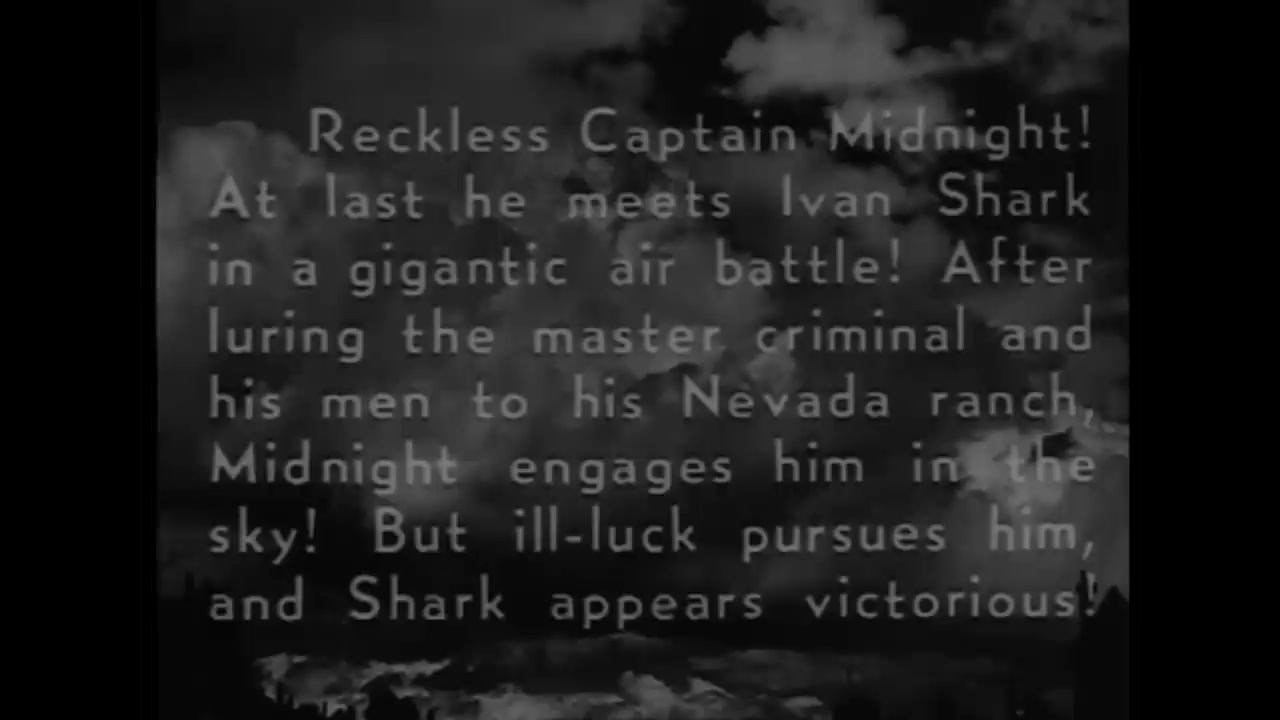 Reckless Captain Midnight!
At last he meets Ivan Shark
in a gigantic air battle! After
luring the master criminal and
his men to his Nevada ranch,
Midnight engages him in the
sky! But ill-luck pursues him,
and Shark appears victorious!